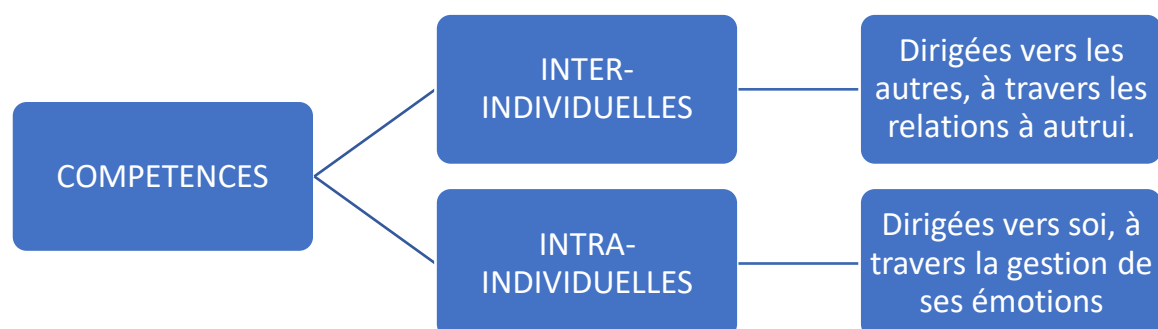 COMPETENCES
INTER-
INDIVIDUELLES
Dirigées vers les
autres, à travers les
relations à autrui.
INTRA-
INDIVIDUELLES
Dirigées vers soi, à
travers la gestion de
ses émotions